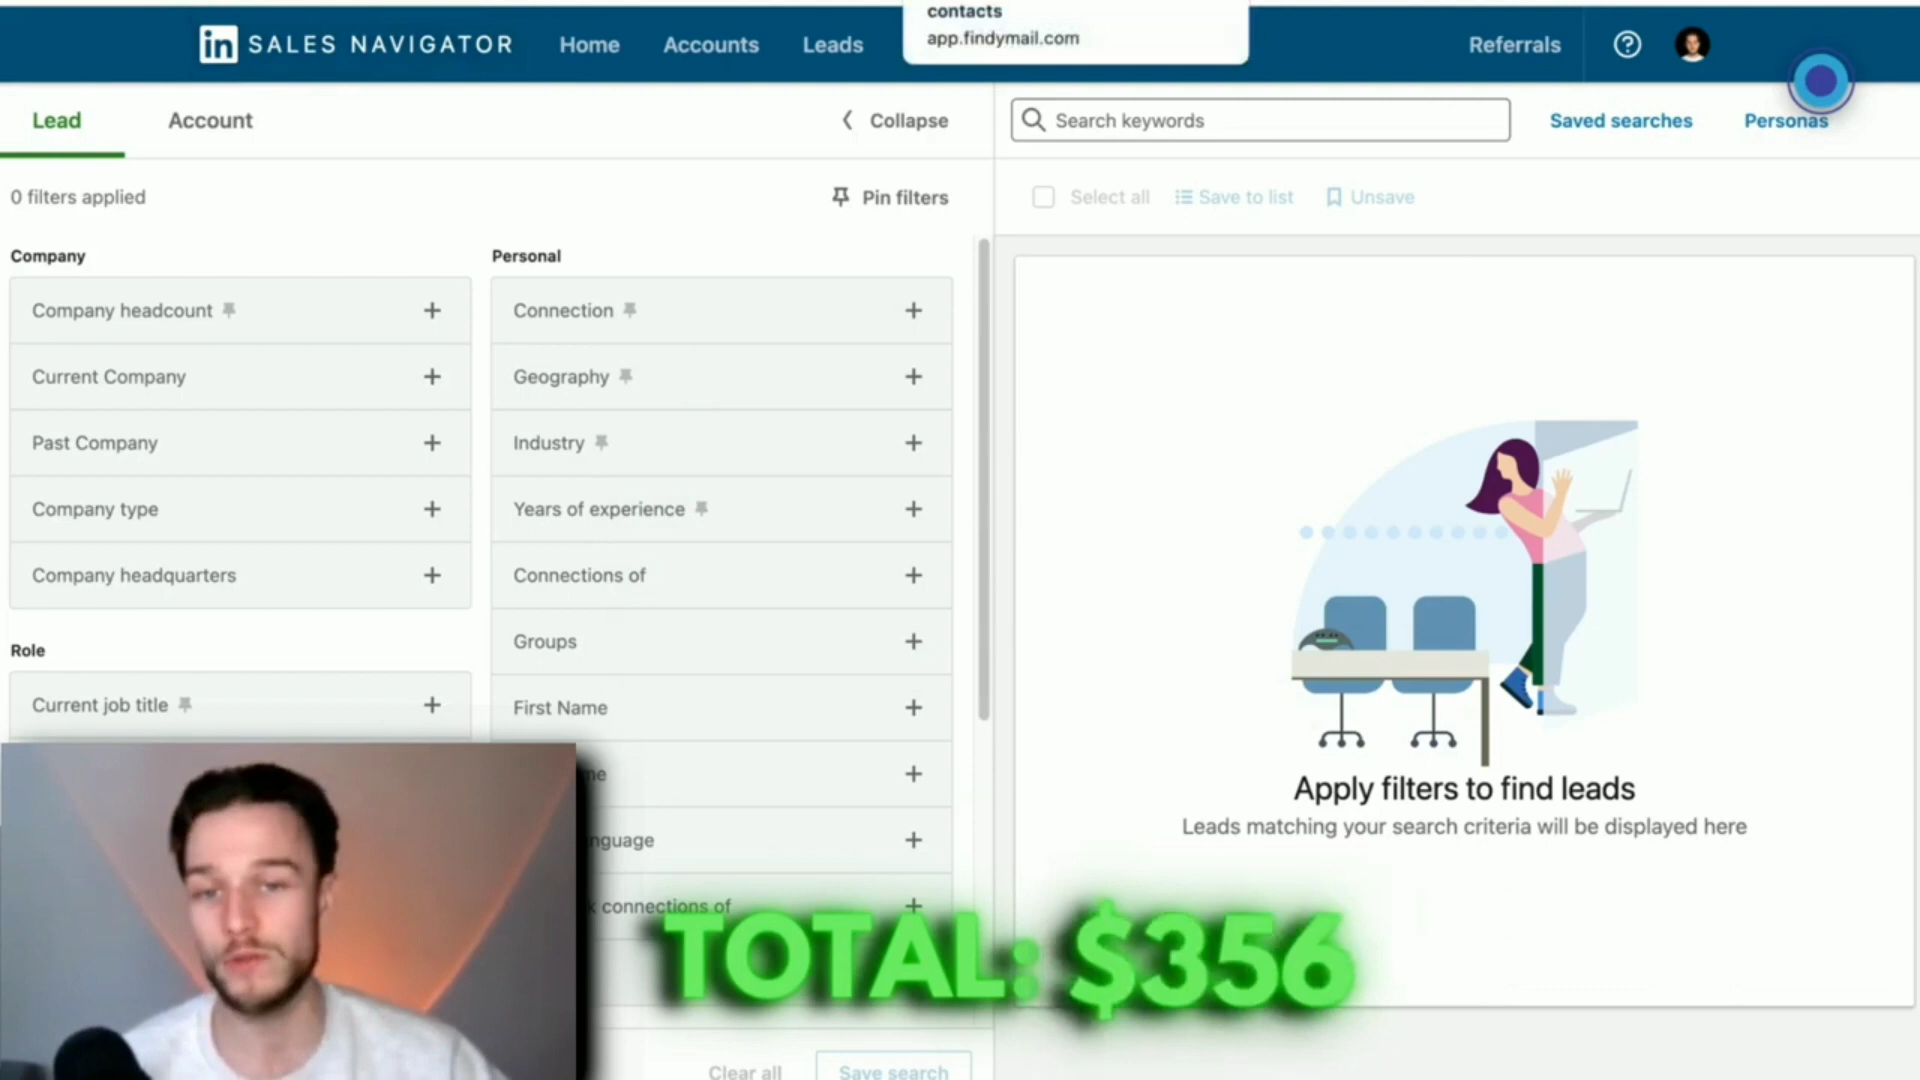 contacts
app.findymail.com
in SALES NAVIGATOR
Home
Accounts
Leads
Referrals
Lead
Account
Collapse
Search keywords
Saved searches
Personas
0 filters applied
Pin filters
Select all
Save to list
Unsave
Company
Company headcount
Current Company
Past Company
Company type
Company headquarters
Role
Current job title
Personal
Connection
Geography
Industry
Years of experience
Connections of
Groups
First Name
me
nguage
connections of
Apply filters to find leads
Leads matching your search criteria will be displayed here
TOTAL: $356
Clear all
Save search